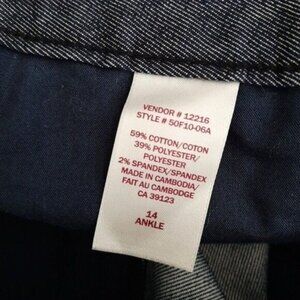 VENDOR # 12216
STYLE # 50F10-06A
59% COTTON/COTON
39% POLYESTER/
POLYESTER
2% SPANDEX/SPANDEX
MADE IN CAMBODIA/
FAIT AU CAMBODGE
CA 39123
14
ANKLE